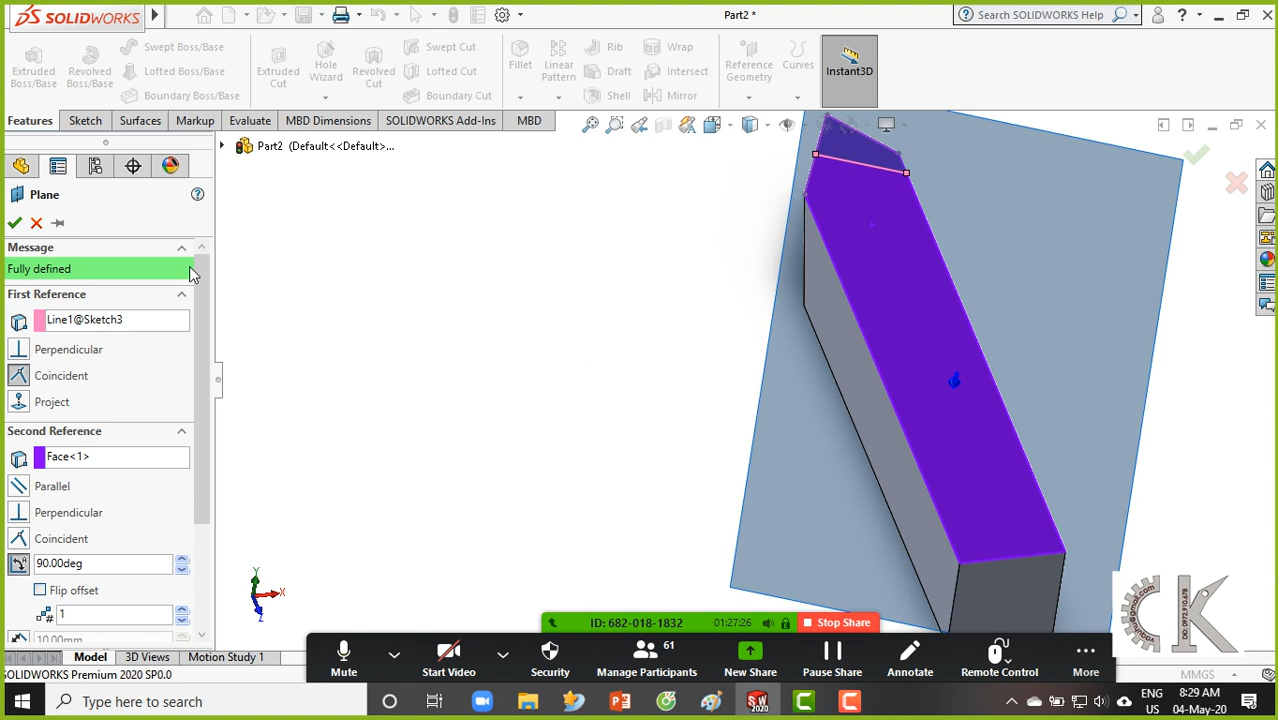 SOLIDWORKS
Part2 *
Search SOLIDWORKS Help
Extruded Boss/Base
Revolved Boss/Base
Swept Boss/Base
Lofted Boss/Base
Boundary Boss/Base
Extruded Cut
Hole Wizard
Revolved Cut
Swept Cut
Lofted Cut
Boundary Cut
Fillet
Linear Pattern
Rib
Draft
Shell
Wrap
Intersect
Mirror
Reference Geometry
Curves
Instant3D
Features Sketch Surfaces Markup Evaluate MBD Dimensions SOLIDWORKS Add-Ins MBD
Part2 (Default<<Default>...
Plane
Message
Fully defined
First Reference
Line1@Sketch3
Perpendicular
Coincident
Project
Second Reference
Face<1>
Parallel
Perpendicular
Coincident
90.00deg
Flip offset
1
10.00mm
Y
X
Z
ID: 682-018-1832 01:27:26 Stop Share
Mute Start Video Security Manage Participants 61 New Share Pause Share Annotate Remote Control More
Model 3D Views Motion Study 1
SOLIDWORKS Premium 2020 SP0.0
MMGS
Type here to search
SW
2020
ENG
US
8:29 AM
04-May-20